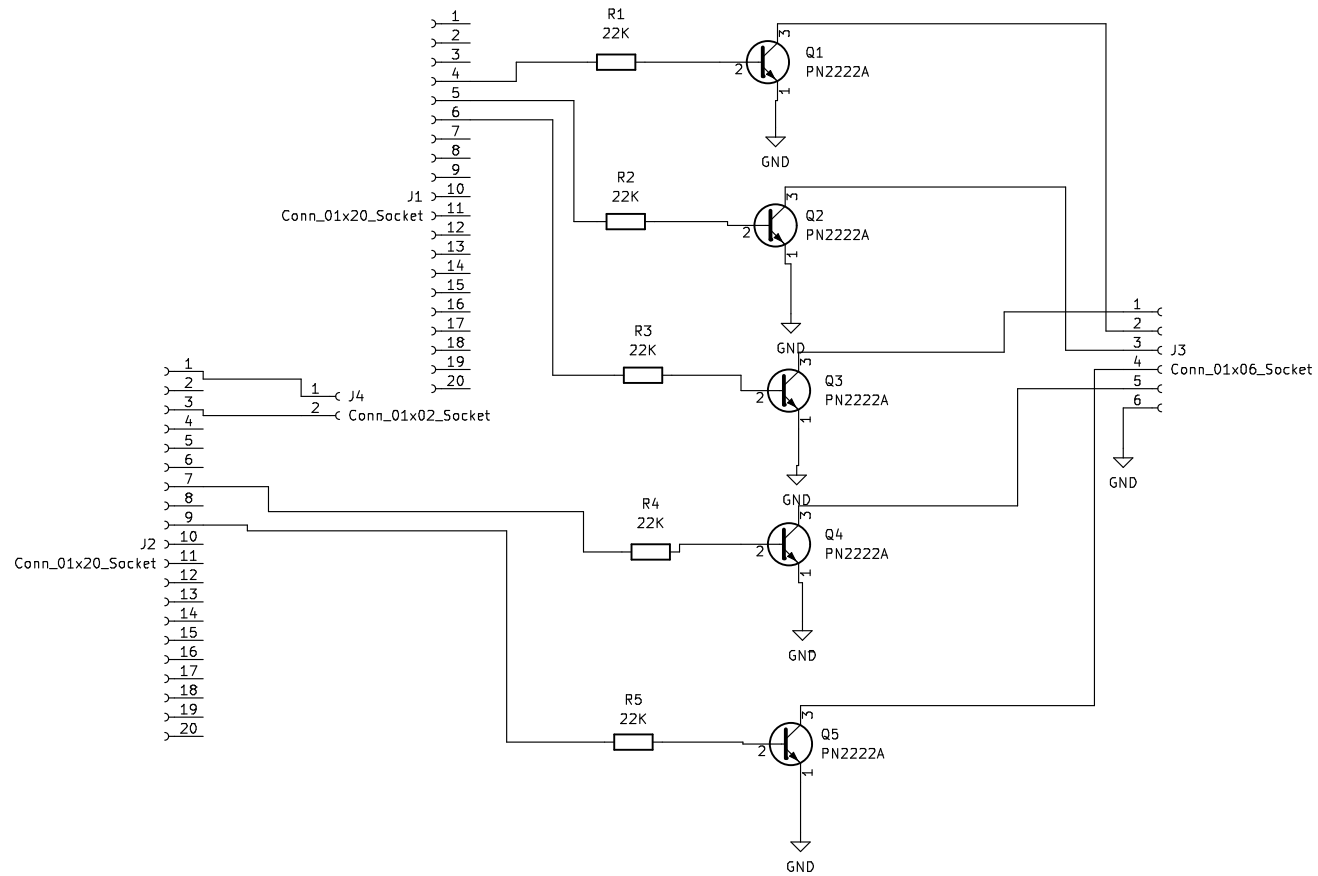 1
2
3
4
5
6
7
8
9
10
11
12
13
14
15
16
17
18
19
20
J1
Conn_01x20_Socket
R1
22K
2
3
1
Q1
PN2222A
GND
R2
22K
2
3
1
Q2
PN2222A
GND
R3
22K
2
3
1
Q3
PN2222A
GND
1
2
3
4
5
6
J3
Conn_01x06_Socket
GND
1
2
J4
Conn_01x02_Socket
1
2
3
4
5
6
7
8
9
10
11
12
13
14
15
16
17
18
19
20
J2
Conn_01x20_Socket
R4
22K
2
3
1
Q4
PN2222A
GND
R5
22K
2
3
1
Q5
PN2222A
GND